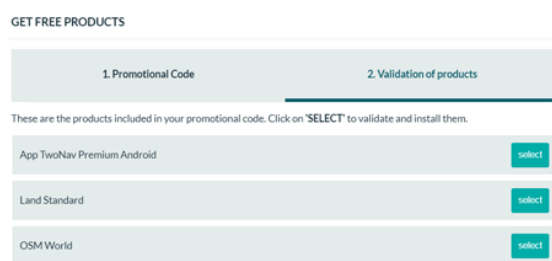 GET FREE PRODUCTS
1. Promotional Code
2. Validation of products
These are the products included in your promotional code. Click on 'SELECT' to validate and install them.
App TwoNav Premium Android
select
Land Standard
select
OSM World
select